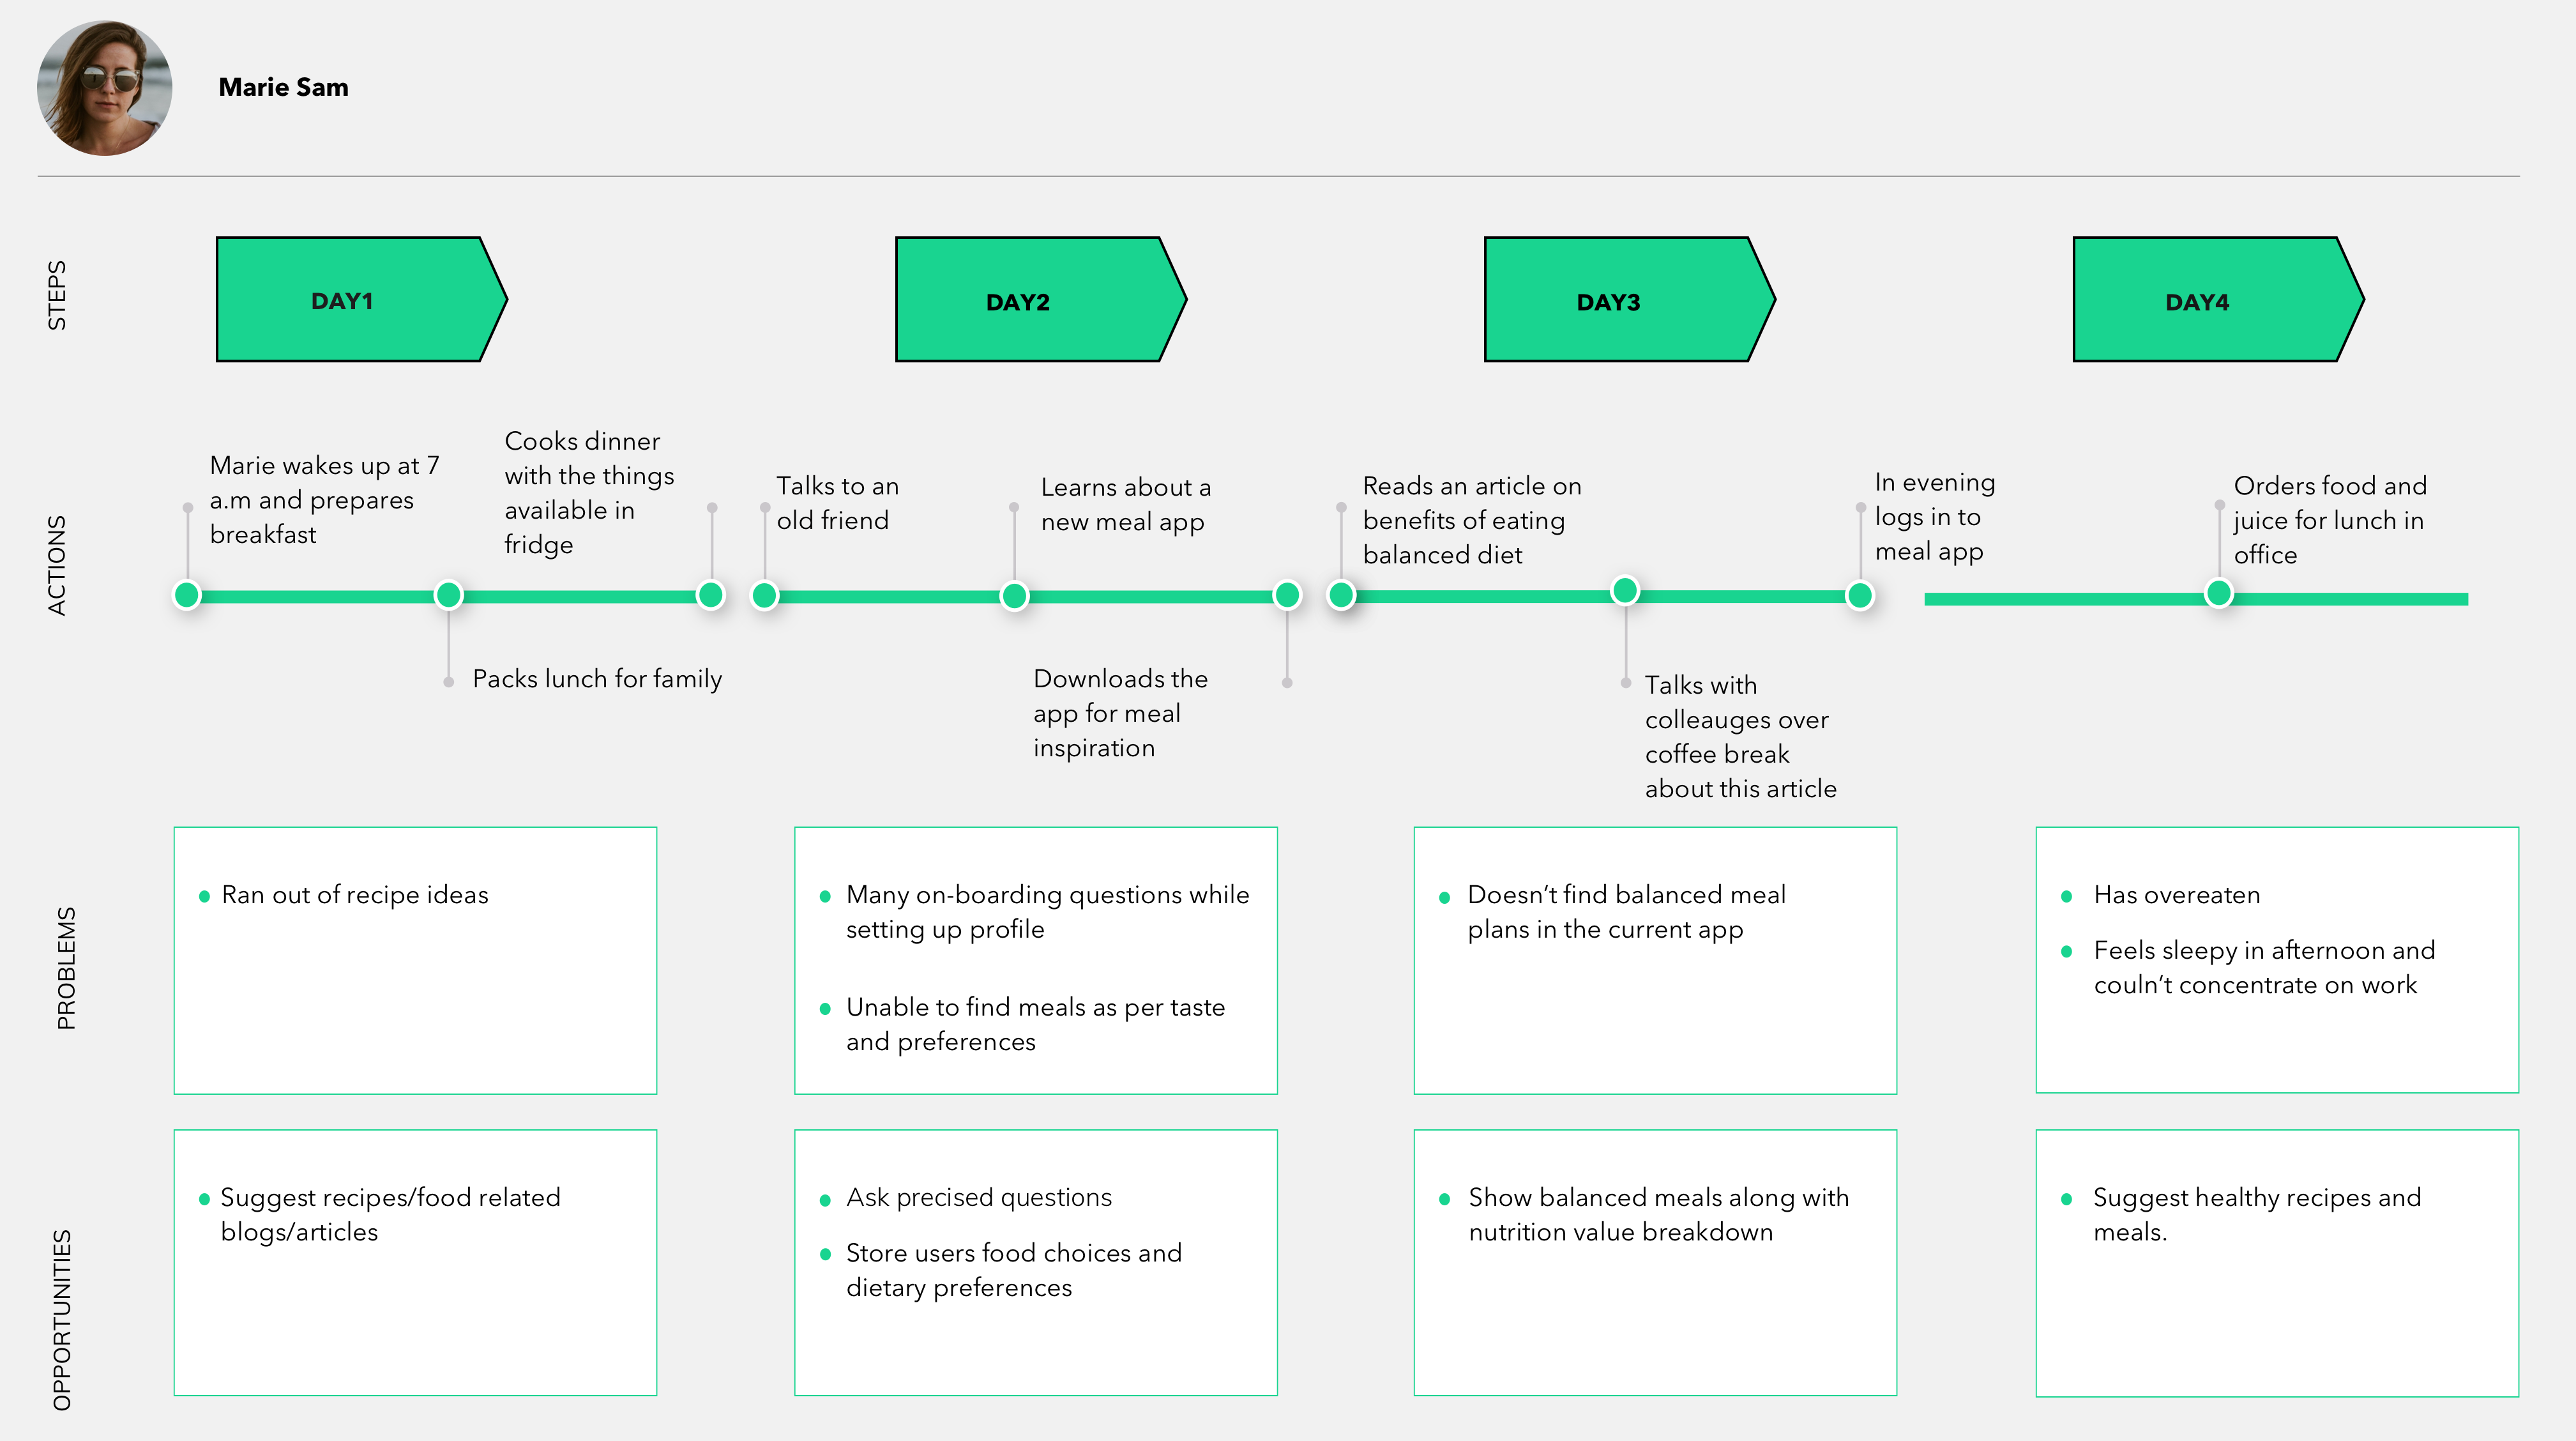 Marie Sam
STEPS
DAY1
DAY2
DAY3
DAY4
ACTIONS
Marie wakes up at 7
a.m and prepares
breakfast
Packs lunch for family
Cooks dinner
with the things
available in
fridge
Talks to an
old friend
Learns about a
new meal app
Downloads the
app for meal
inspiration
Reads an article on
benefits of eating
balanced diet
Talks with
colleauges over
coffee break
about this article
In evening
logs in to
meal app
Orders food and
juice for lunch in
office
PROBLEMS
Ran out of recipe ideas
Many on-boarding questions while
setting up profile
Unable to find meals as per taste
and preferences
Doesn’t find balanced meal
plans in the current app
Has overeaten
Feels sleepy in afternoon and
couln’t concentrate on work
OPPORTUNITIES
Suggest recipes/food related
blogs/articles
Ask precised questions
Store users food choices and
dietary preferences
Show balanced meals along with
nutrition value breakdown
Suggest healthy recipes and
meals.